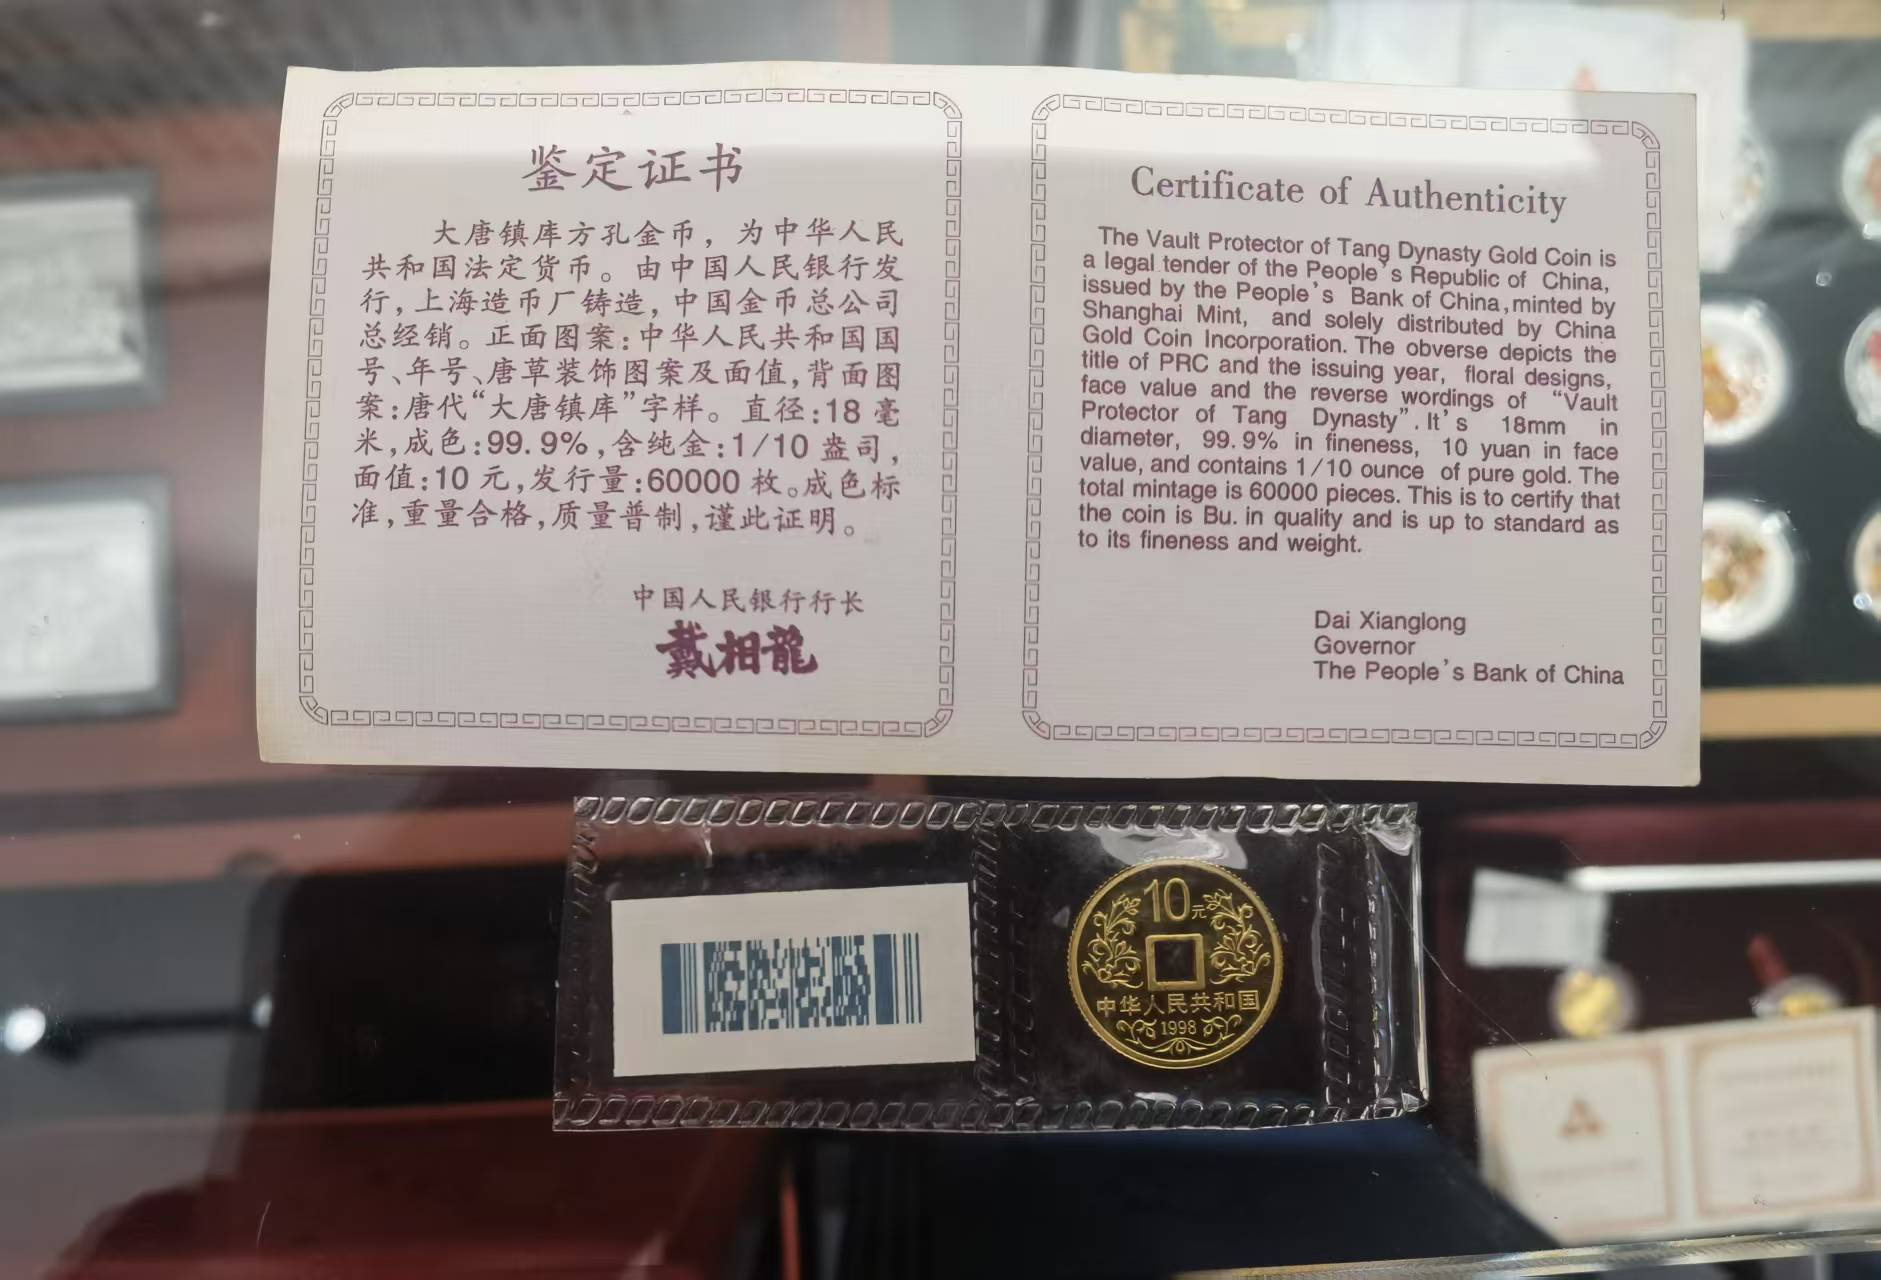 鉴定证书
大唐镇库方孔金币，为中华人民
共和国法定货币。由中国人民银行发
行，上海造币厂铸造，中国金币总公司
总经销。正面图案：中华人民共和国国
号、年号、唐草装饰图案及面值，背面图
案：唐代“大唐镇库”字样。直径：18 毫
米，成色：99.9%，含纯金：1/10 盎司，
面值：10 元，发行量：60000 枚。成色标
准，重量合格，质量普制，谨此证明。
中国人民银行行长
戴相龍
Certificate of Authenticity
The Vault Protector of Tang Dynasty Gold Coin is
a legal tender of the People's Republic of China,
issued by the People's Bank of China, minted by
Shanghai Mint, and solely distributed by China
Gold Coin Incorporation. The obverse depicts the
title of PRC and the issuing year, floral designs,
face value and the reverse wordings of “Vault
Protector of Tang Dynasty”. It's 18mm in
diameter, 99.9% in fineness, 10 yuan in face
value, and contains 1/10 ounce of pure gold. The
total mintage is 60000 pieces. This is to certify that
the coin is Bu. in quality and is up to standard as
to its fineness and weight.
Dai Xianglong
Governor
The People's Bank of China
10元
中华人民共和国
1998